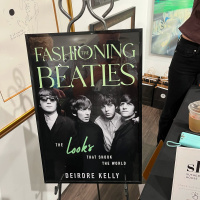 FASHIONING
THE
BEATLES
THE
Looks
THAT SHOOK
THE WORLD
DEIRDRE KELLY